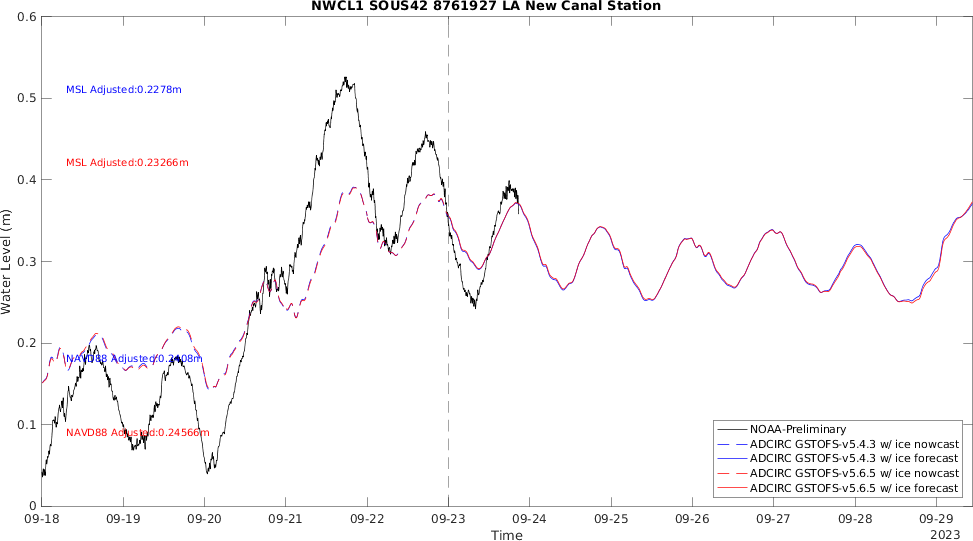 NWCL1 SOUS42 8761927 LA New Canal Station
0.6
0.5
0.4
0.3
0.2
0.1
0
Water Level (m)
MSL Adjusted:0.2278m
MSL Adjusted:0.23266m
NAVD88 Adjusted:0.2408m
NAVD88 Adjusted:0.24566m
NOAA-Preliminary
ADCIRC GSTOFS-v5.4.3 w/ ice nowcast
ADCIRC GSTOFS-v5.4.3 w/ ice forecast
ADCIRC GSTOFS-v5.6.5 w/ ice nowcast
ADCIRC GSTOFS-v5.6.5 w/ ice forecast
09-18 09-19 09-20 09-21 09-22 09-23 09-24 09-25 09-26 09-27 09-28 09-29
Time
2023